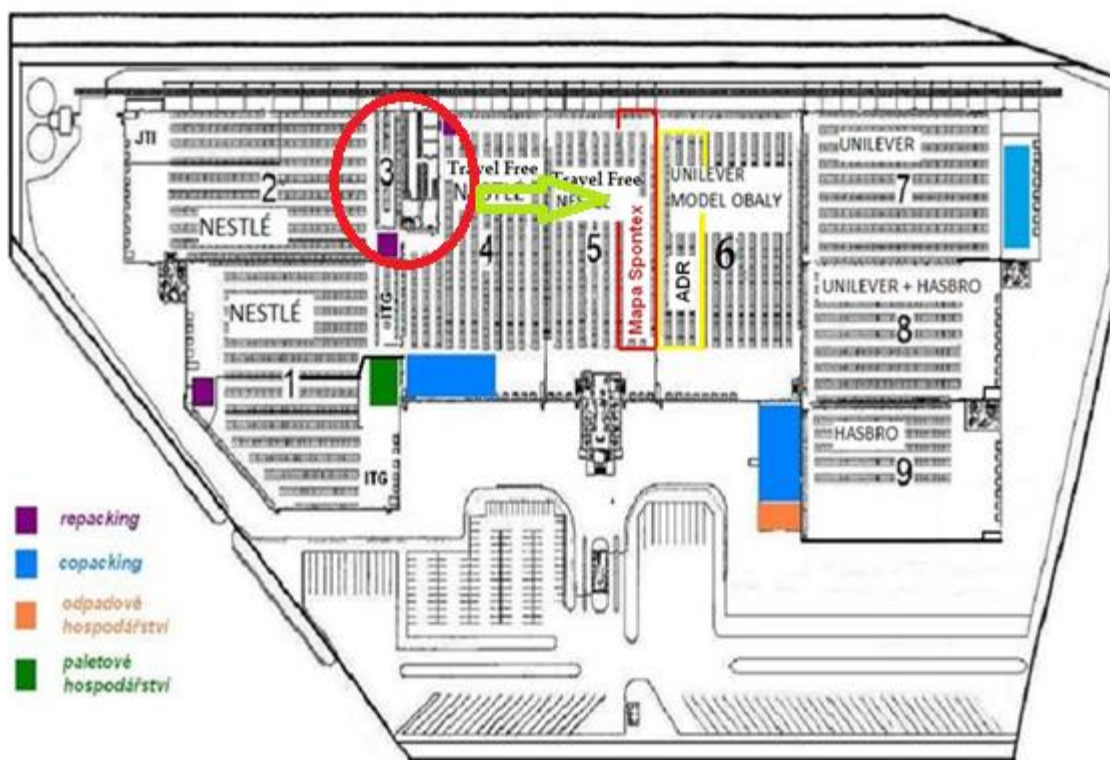 JTI
2
NESTLÉ
3
Travel Free
NESTLÉ
4
Travel Free
5
Mapa Spontex
UNILEVER
MODEL OBALY
ADR
6
UNILEVER
7
UNILEVER + HASBRO
8
HASBRO
9
NESTLÉ
1
ITG
ITG
repacking
copacking
odpadové
hospodářství
paletové
hospodářství